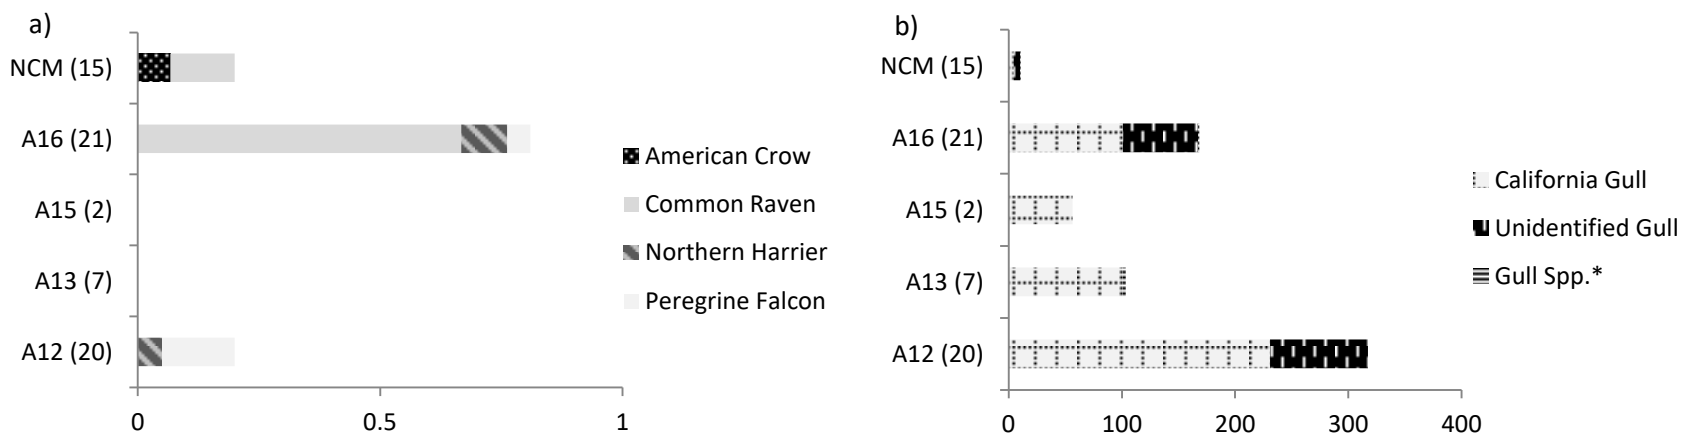 a)
NCM (15)
A16 (21)
A15 (2)
A13 (7)
A12 (20)
0
0.5
1
American Crow
Common Raven
Northern Harrier
Peregrine Falcon
b)
NCM (15)
A16 (21)
A15 (2)
A13 (7)
A12 (20)
0
100
200
300
400
California Gull
Unidentified Gull
Gull Spp.*